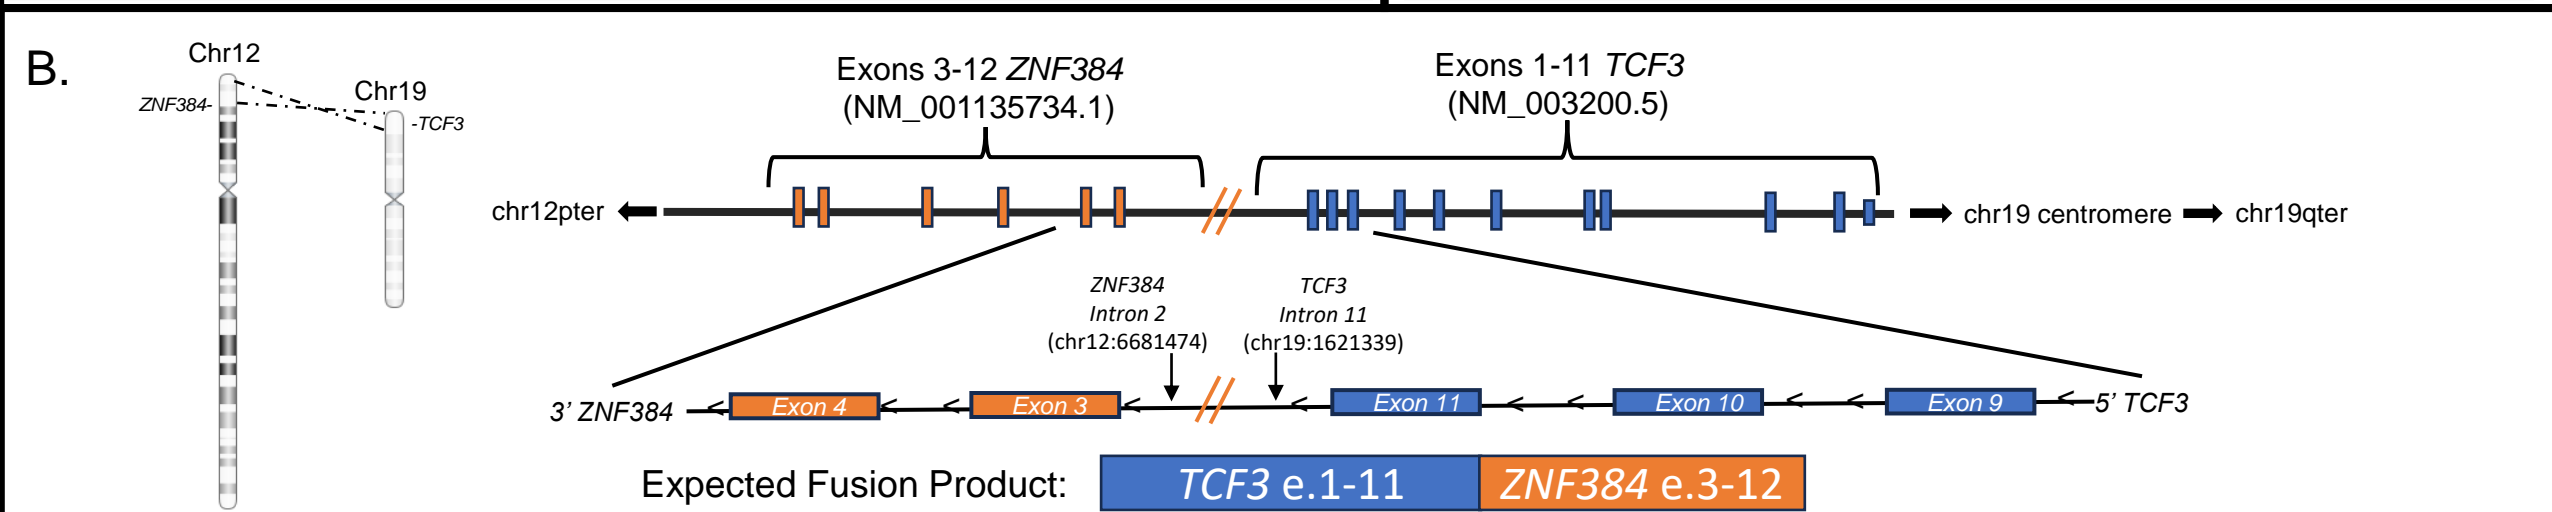 B.
Chr12
Chr19
ZNF384-
-TCF3
Exons 3-12 ZNF384
(NM_001135734.1)
Exons 1-11 TCF3
(NM_003200.5)
chr12pter
chr19 centromere
chr19qter
ZNF384
Intron 2
(chr12:6681474)
TCF3
Intron 11
(chr19:1621339)
3’ ZNF384
Exon 4
Exon 3
Exon 11
Exon 10
Exon 9
5’ TCF3
Expected Fusion Product:
TCF3 e.1-11
ZNF384 e.3-12